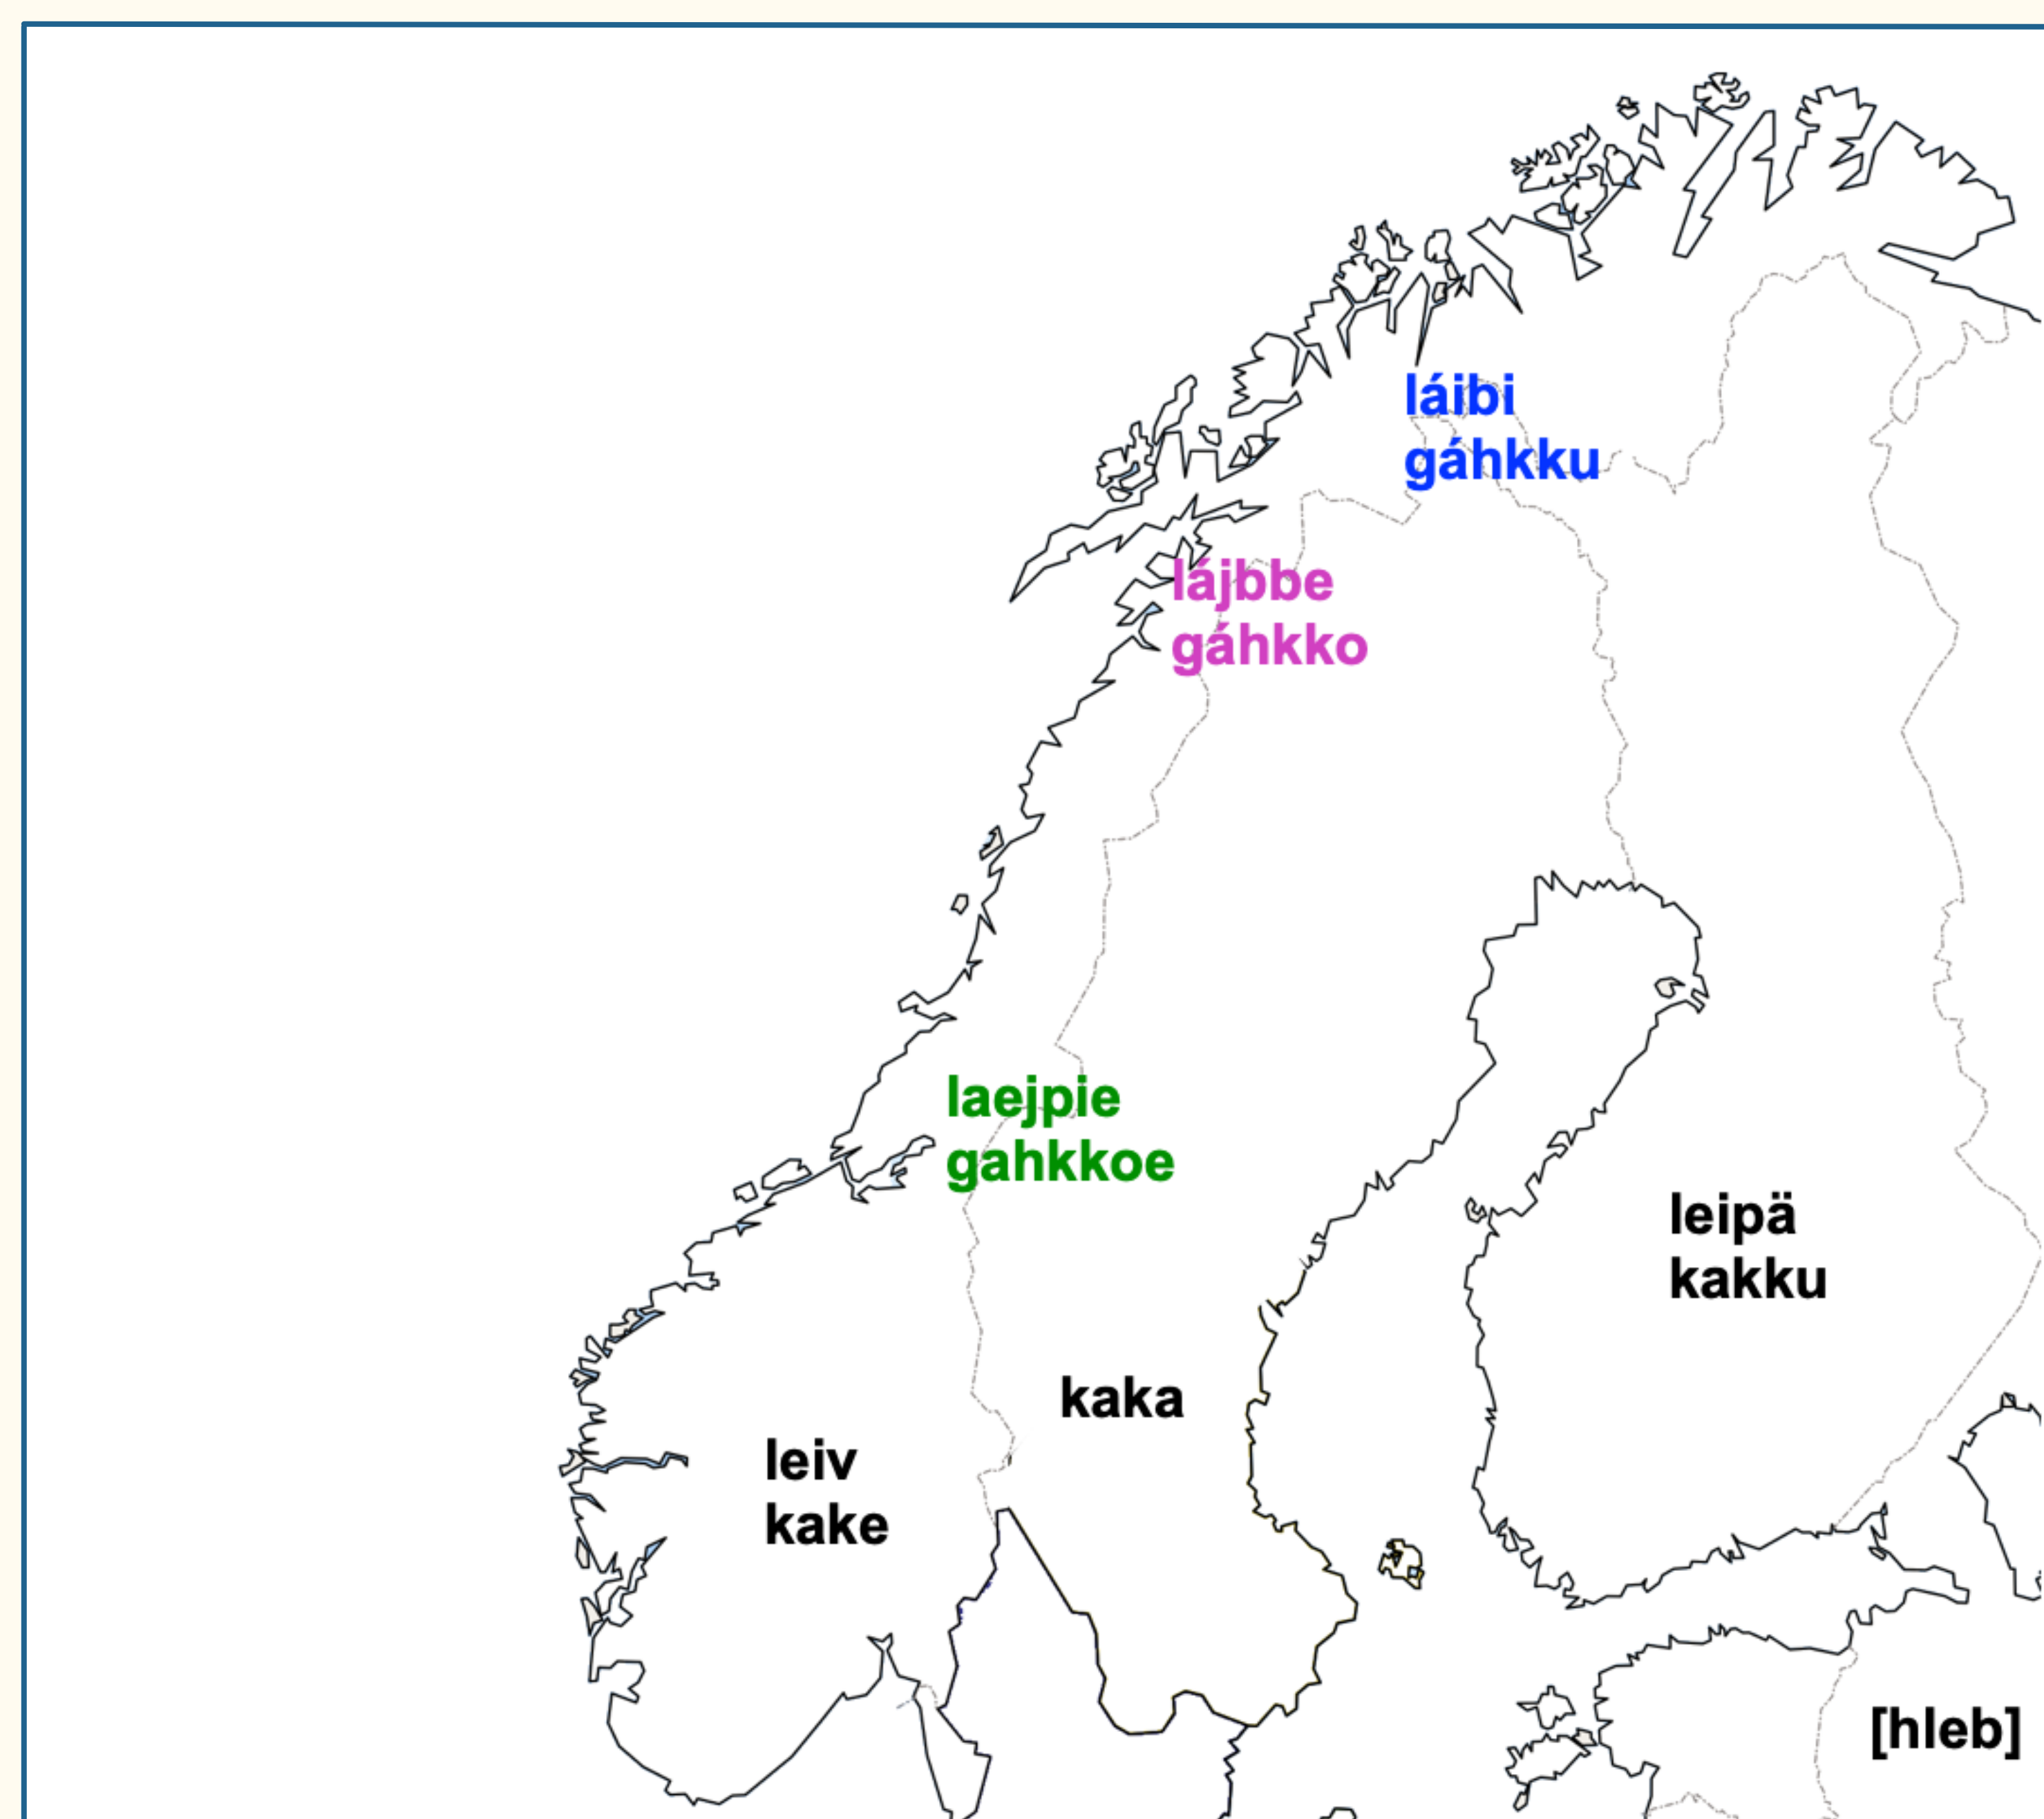 láibi
gáhkku
lájbbe
gáhkko
laejpie
gahkkoe
leipä
kakku
kaka
leiv
kake
[hleb]